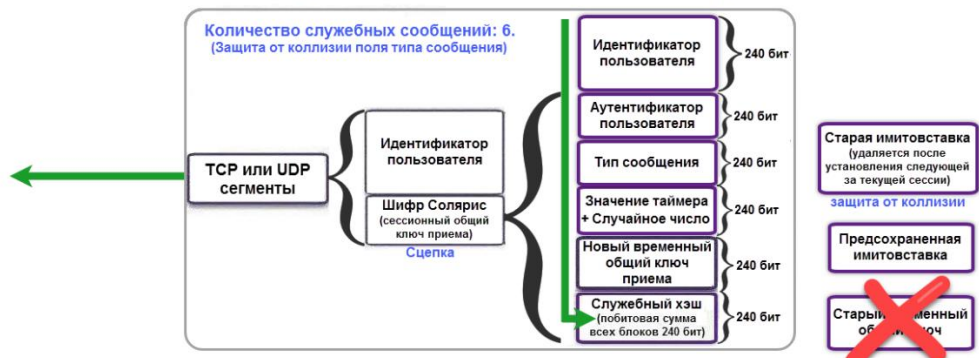 Количество служебных сообщений: 6.
(Защита от коллизии поля типа сообщения)
TCP или UDP
сегменты
Идентификатор
пользователя
Шифр Солярис
(сессионный общий
ключ приема)
Сцепка
Идентификатор
пользователя
240 бит
Аутентификатор
пользователя
240 бит
Тип сообщения
240 бит
Значение таймера
+ Случайное число
240 бит
Новый временный
общий ключ
приема
240 бит
Служебный хэш
(побитовая сумма
всех блоков 240 бит)
240 бит
Старая имитовставка
(удаляется после
установления следующей
за текущей сессии)
защита от коллизии
Предсохраненная
имитовставка